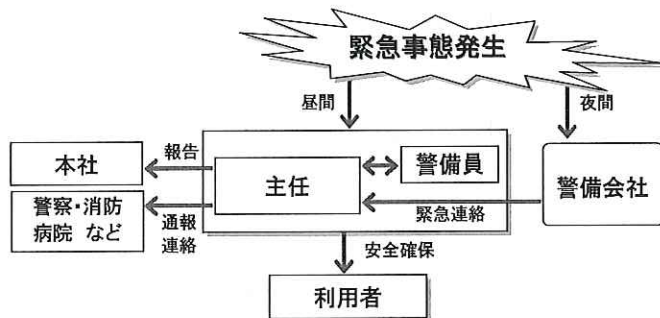 緊急事態発生
昼間
夜間
本社
報告
主任
警備員
警備会社
警察・消防
病院 など
通報
連絡
緊急連絡
安全確保
利用者